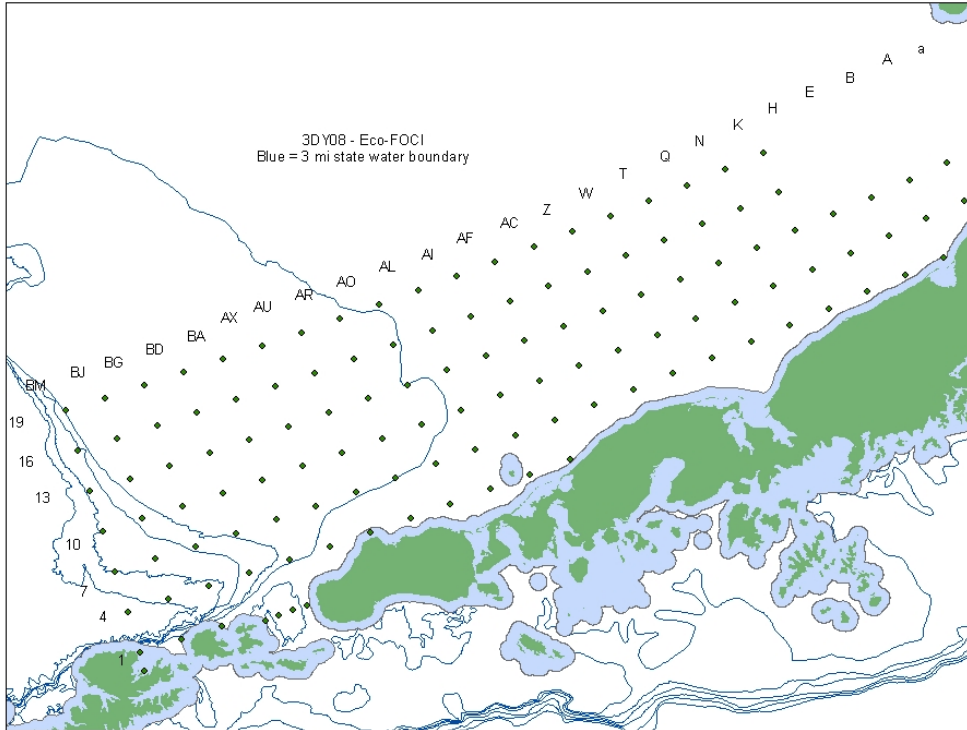 a
A
B
E
H
K
N
Q
T
W
Z
AC
AF
AI
AL
AO
AR
AU
AX
BA
BD
BG
BJ
BM
3DY08 - Eco-FOCI
Blue = 3 mi state water boundary
19
16
13
10
7
4
1